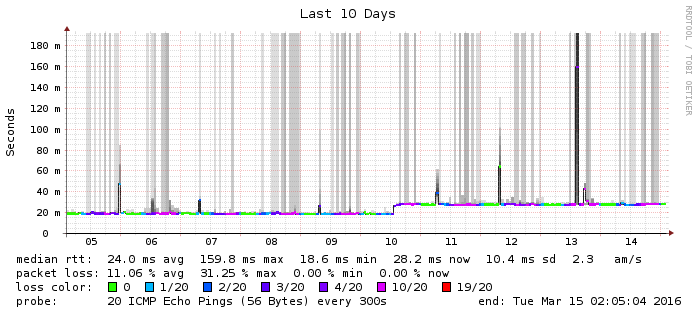 Last 10 Days
RRDTOOL / TOBI OETIKER
Seconds
180 m
160 m
140 m
120 m
100 m
80 m
60 m
40 m
20 m
0
05 06 07 08 09 10 11 12 13 14
median rtt: 24.0 ms avg 159.8 ms max 18.6 ms min 28.2 ms now 10.4 ms sd 2.3 am/s
packet loss: 11.06 % avg 31.25 % max 0.00 % min 0.00 % now
loss color: 0 1/20 2/20 3/20 4/20 10/20 19/20
probe: 20 ICMP Echo Pings (56 Bytes) every 300s end: Tue Mar 15 02:05:04 2016